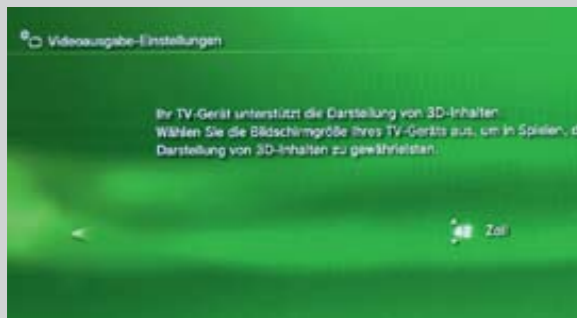 Videoausgabe-Einstellungen
Ihr TV-Gerät unterstützt die Darstellung von 3D-Inhalten.
Wählen Sie die Bildschirmgröße Ihres TV-Geräts aus, um in Spielen, d
Darstellung von 3D-Inhalten zu gewährleisten.
Zoll